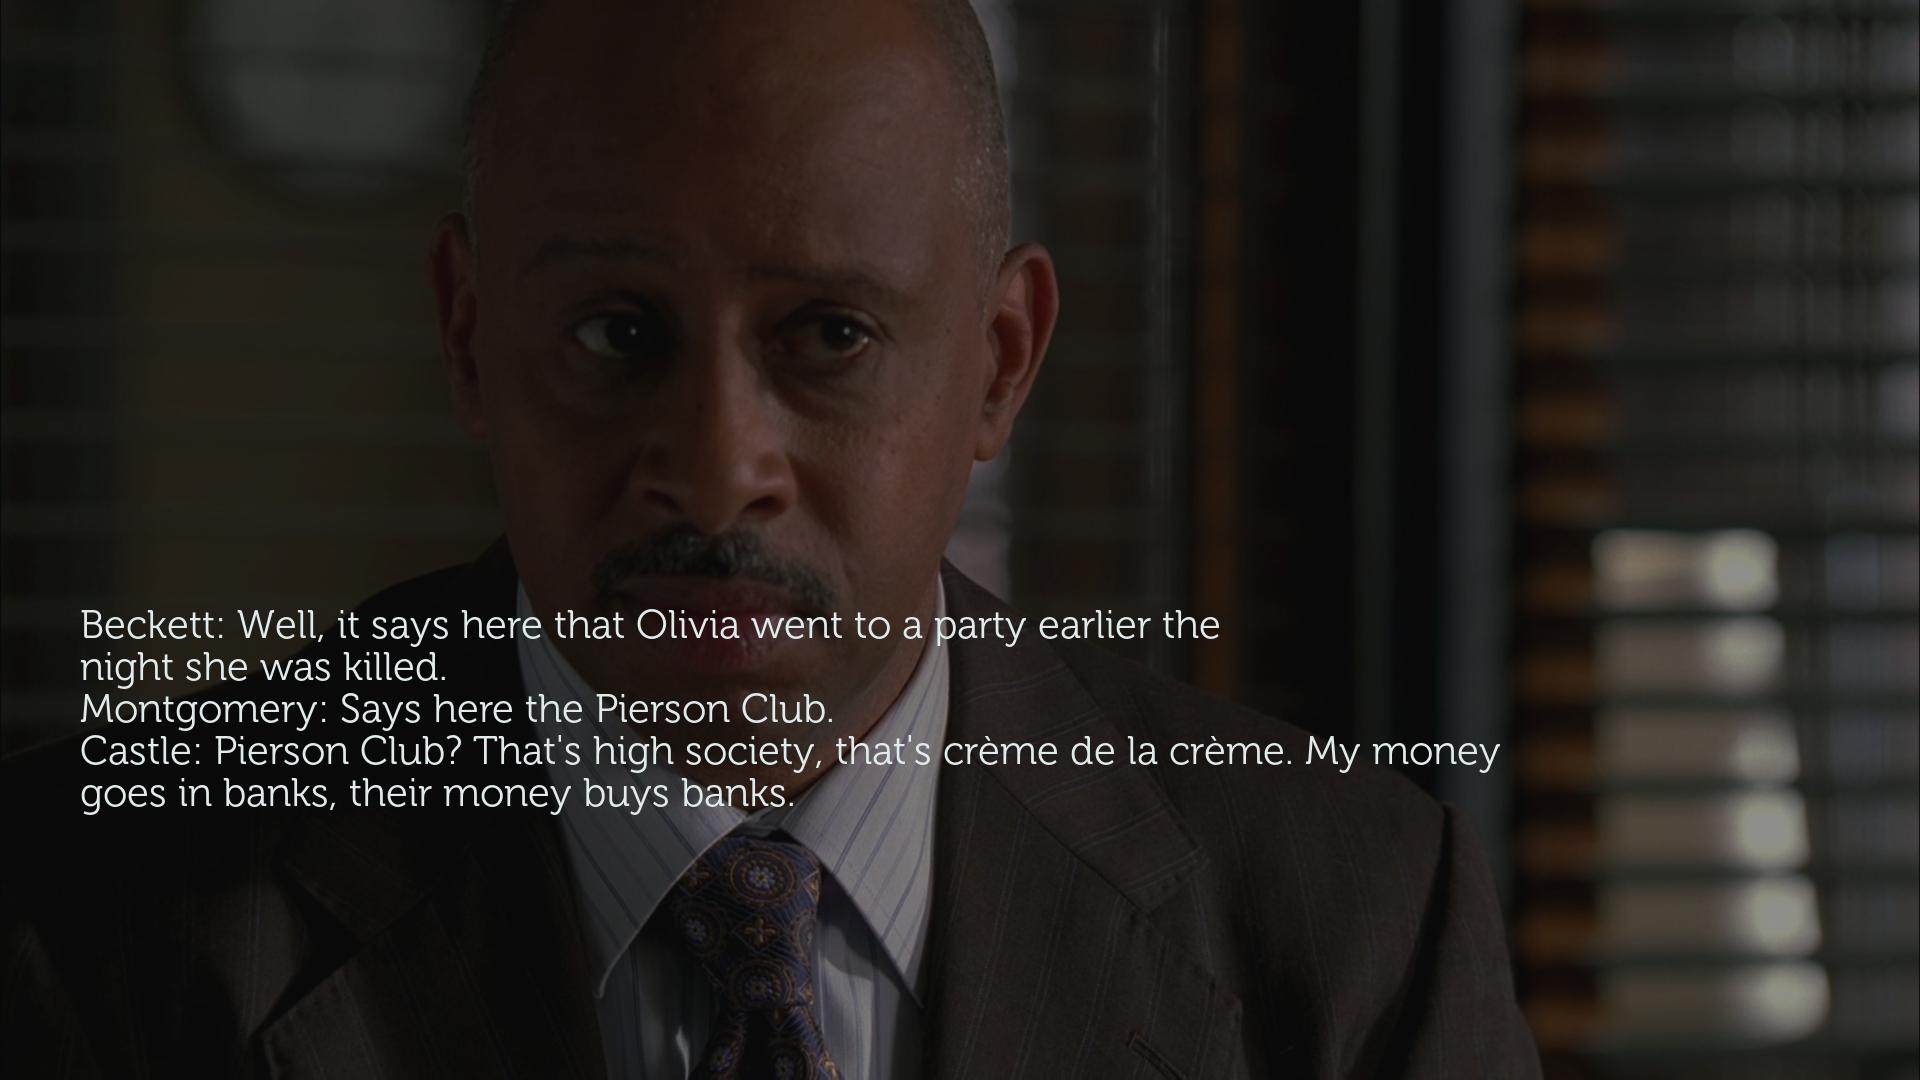 Beckett: Well, it says here that Olivia went to a party earlier the
night she was killed.
Montgomery: Says here the Pierson Club.
Castle: Pierson Club? That's high society, that's crème de la crème. My money
goes in banks, their money buys banks.